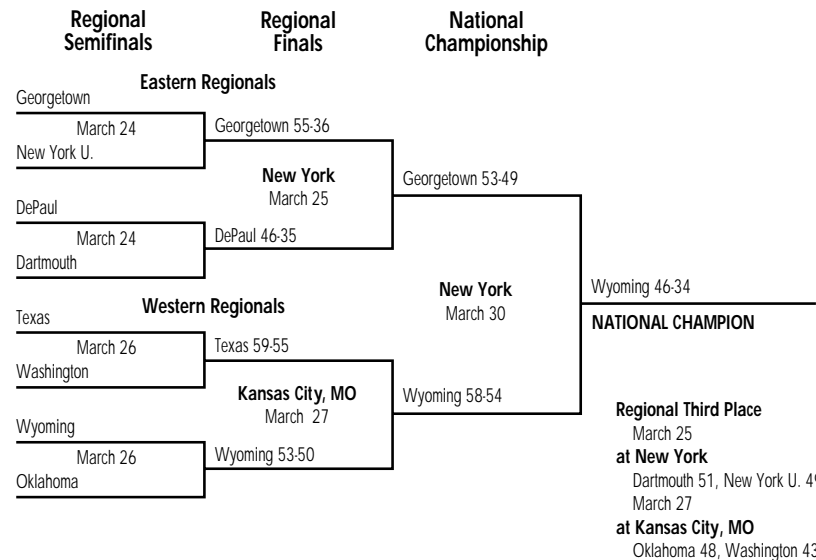 Regional Semifinals
Regional Finals
National Championship
Eastern Regionals
Georgetown
March 24
New York U.
Georgetown 55-36
New York
March 25
DePaul
March 24
Dartmouth
DePaul 46-35
Georgetown 53-49
Western Regionals
Texas
March 26
Washington
Texas 59-55
Kansas City, MO
March 27
Wyoming
March 26
Oklahoma
Wyoming 53-50
Wyoming 58-54
New York
March 30
Wyoming 46-34
NATIONAL CHAMPION
Regional Third Place
March 25
at New York
Dartmouth 51, New York U. 49
March 27
at Kansas City, MO
Oklahoma 48, Washington 43